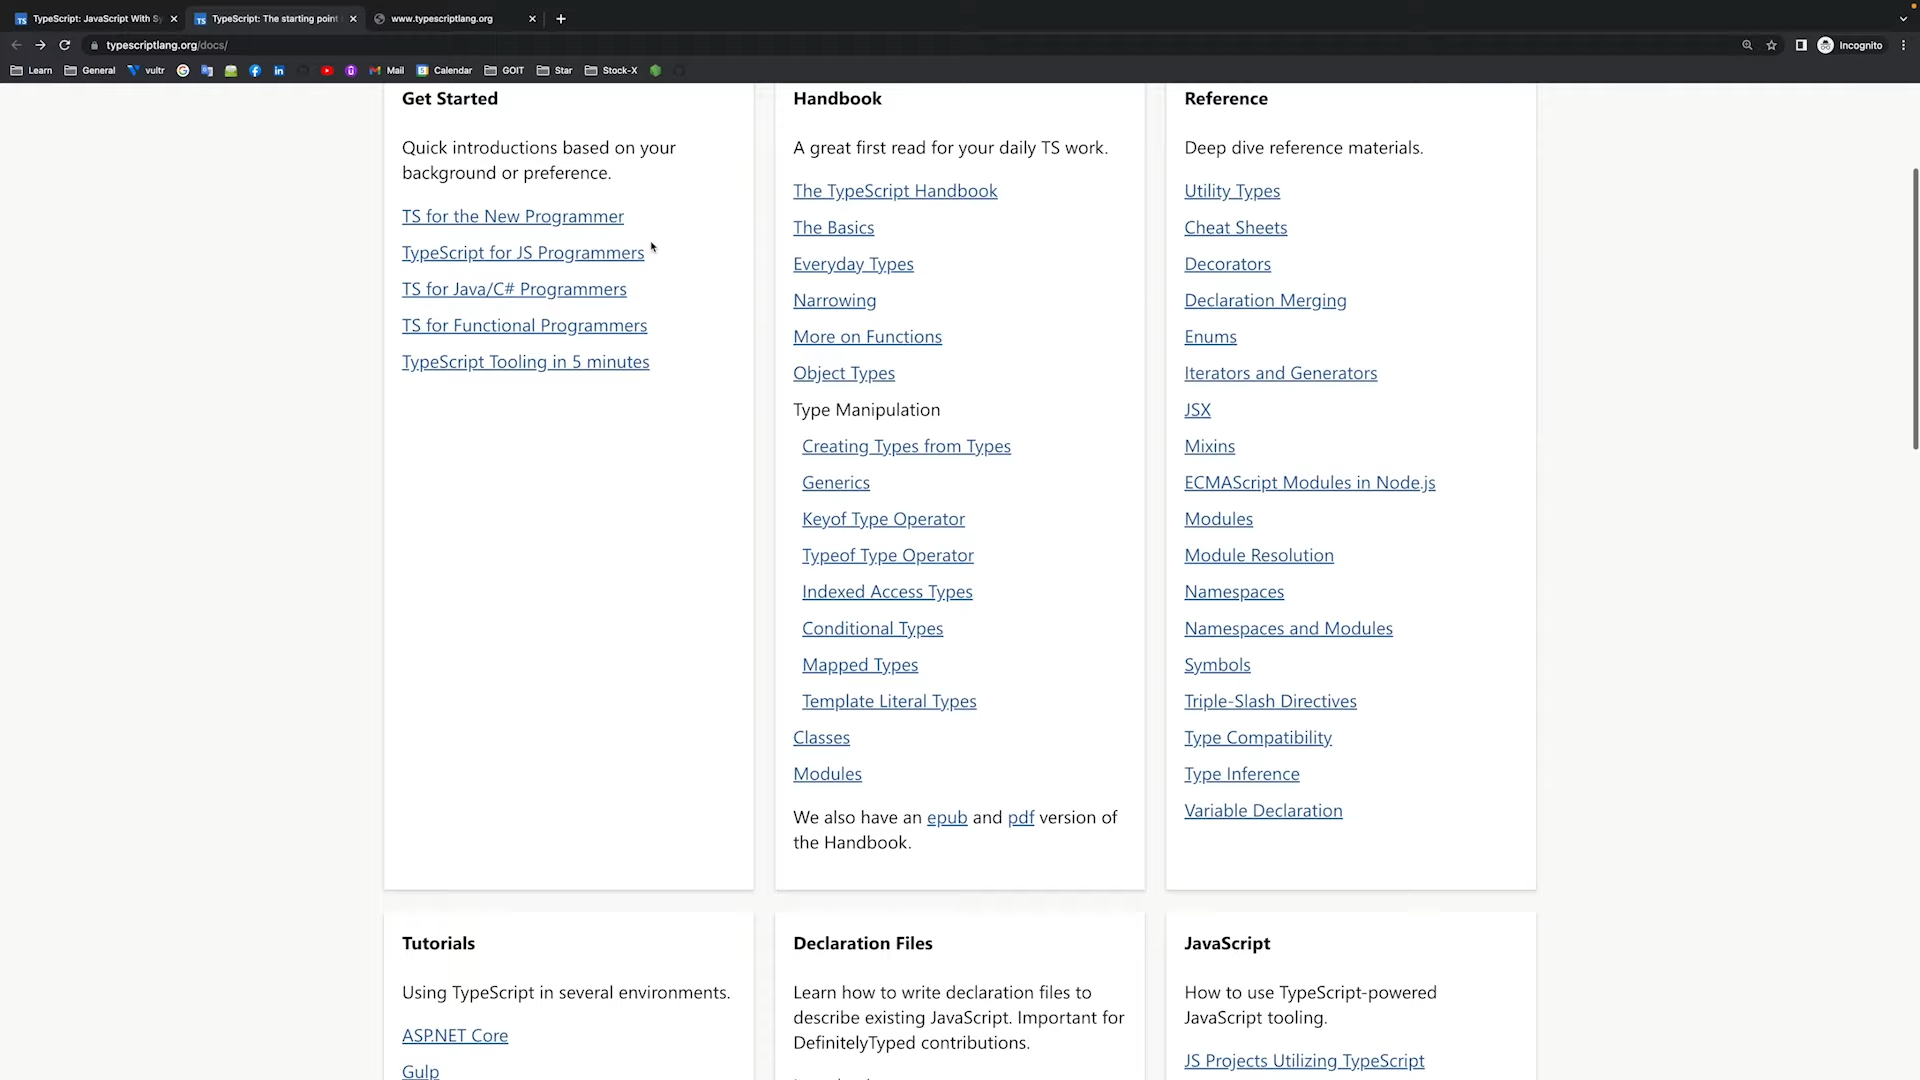 TypeScript: JavaScript With Sy
TypeScript: The starting point
www.typescriptlang.org
typescriptlang.org/docs/
Incognito
Learn
General
vultr
Mail
Calendar
GOIT
Star
Stock-X
Get Started
Quick introductions based on your
background or preference.
TS for the New Programmer
TypeScript for JS Programmers
TS for Java/C# Programmers
TS for Functional Programmers
TypeScript Tooling in 5 minutes
Handbook
A great first read for your daily TS work.
The TypeScript Handbook
The Basics
Everyday Types
Narrowing
More on Functions
Object Types
Type Manipulation
Creating Types from Types
Generics
Keyof Type Operator
Typeof Type Operator
Indexed Access Types
Conditional Types
Mapped Types
Template Literal Types
Classes
Modules
We also have an epub and pdf version of
the Handbook.
Reference
Deep dive reference materials.
Utility Types
Cheat Sheets
Decorators
Declaration Merging
Enums
Iterators and Generators
JSX
Mixins
ECMAScript Modules in Node.js
Modules
Module Resolution
Namespaces
Namespaces and Modules
Symbols
Triple-Slash Directives
Type Compatibility
Type Inference
Variable Declaration
Tutorials
Using TypeScript in several environments.
ASP.NET Core
Gulp
Declaration Files
Learn how to write declaration files to
describe existing JavaScript. Important for
DefinitelyTyped contributions.
JavaScript
How to use TypeScript-powered
JavaScript tooling.
JS Projects Utilizing TypeScript